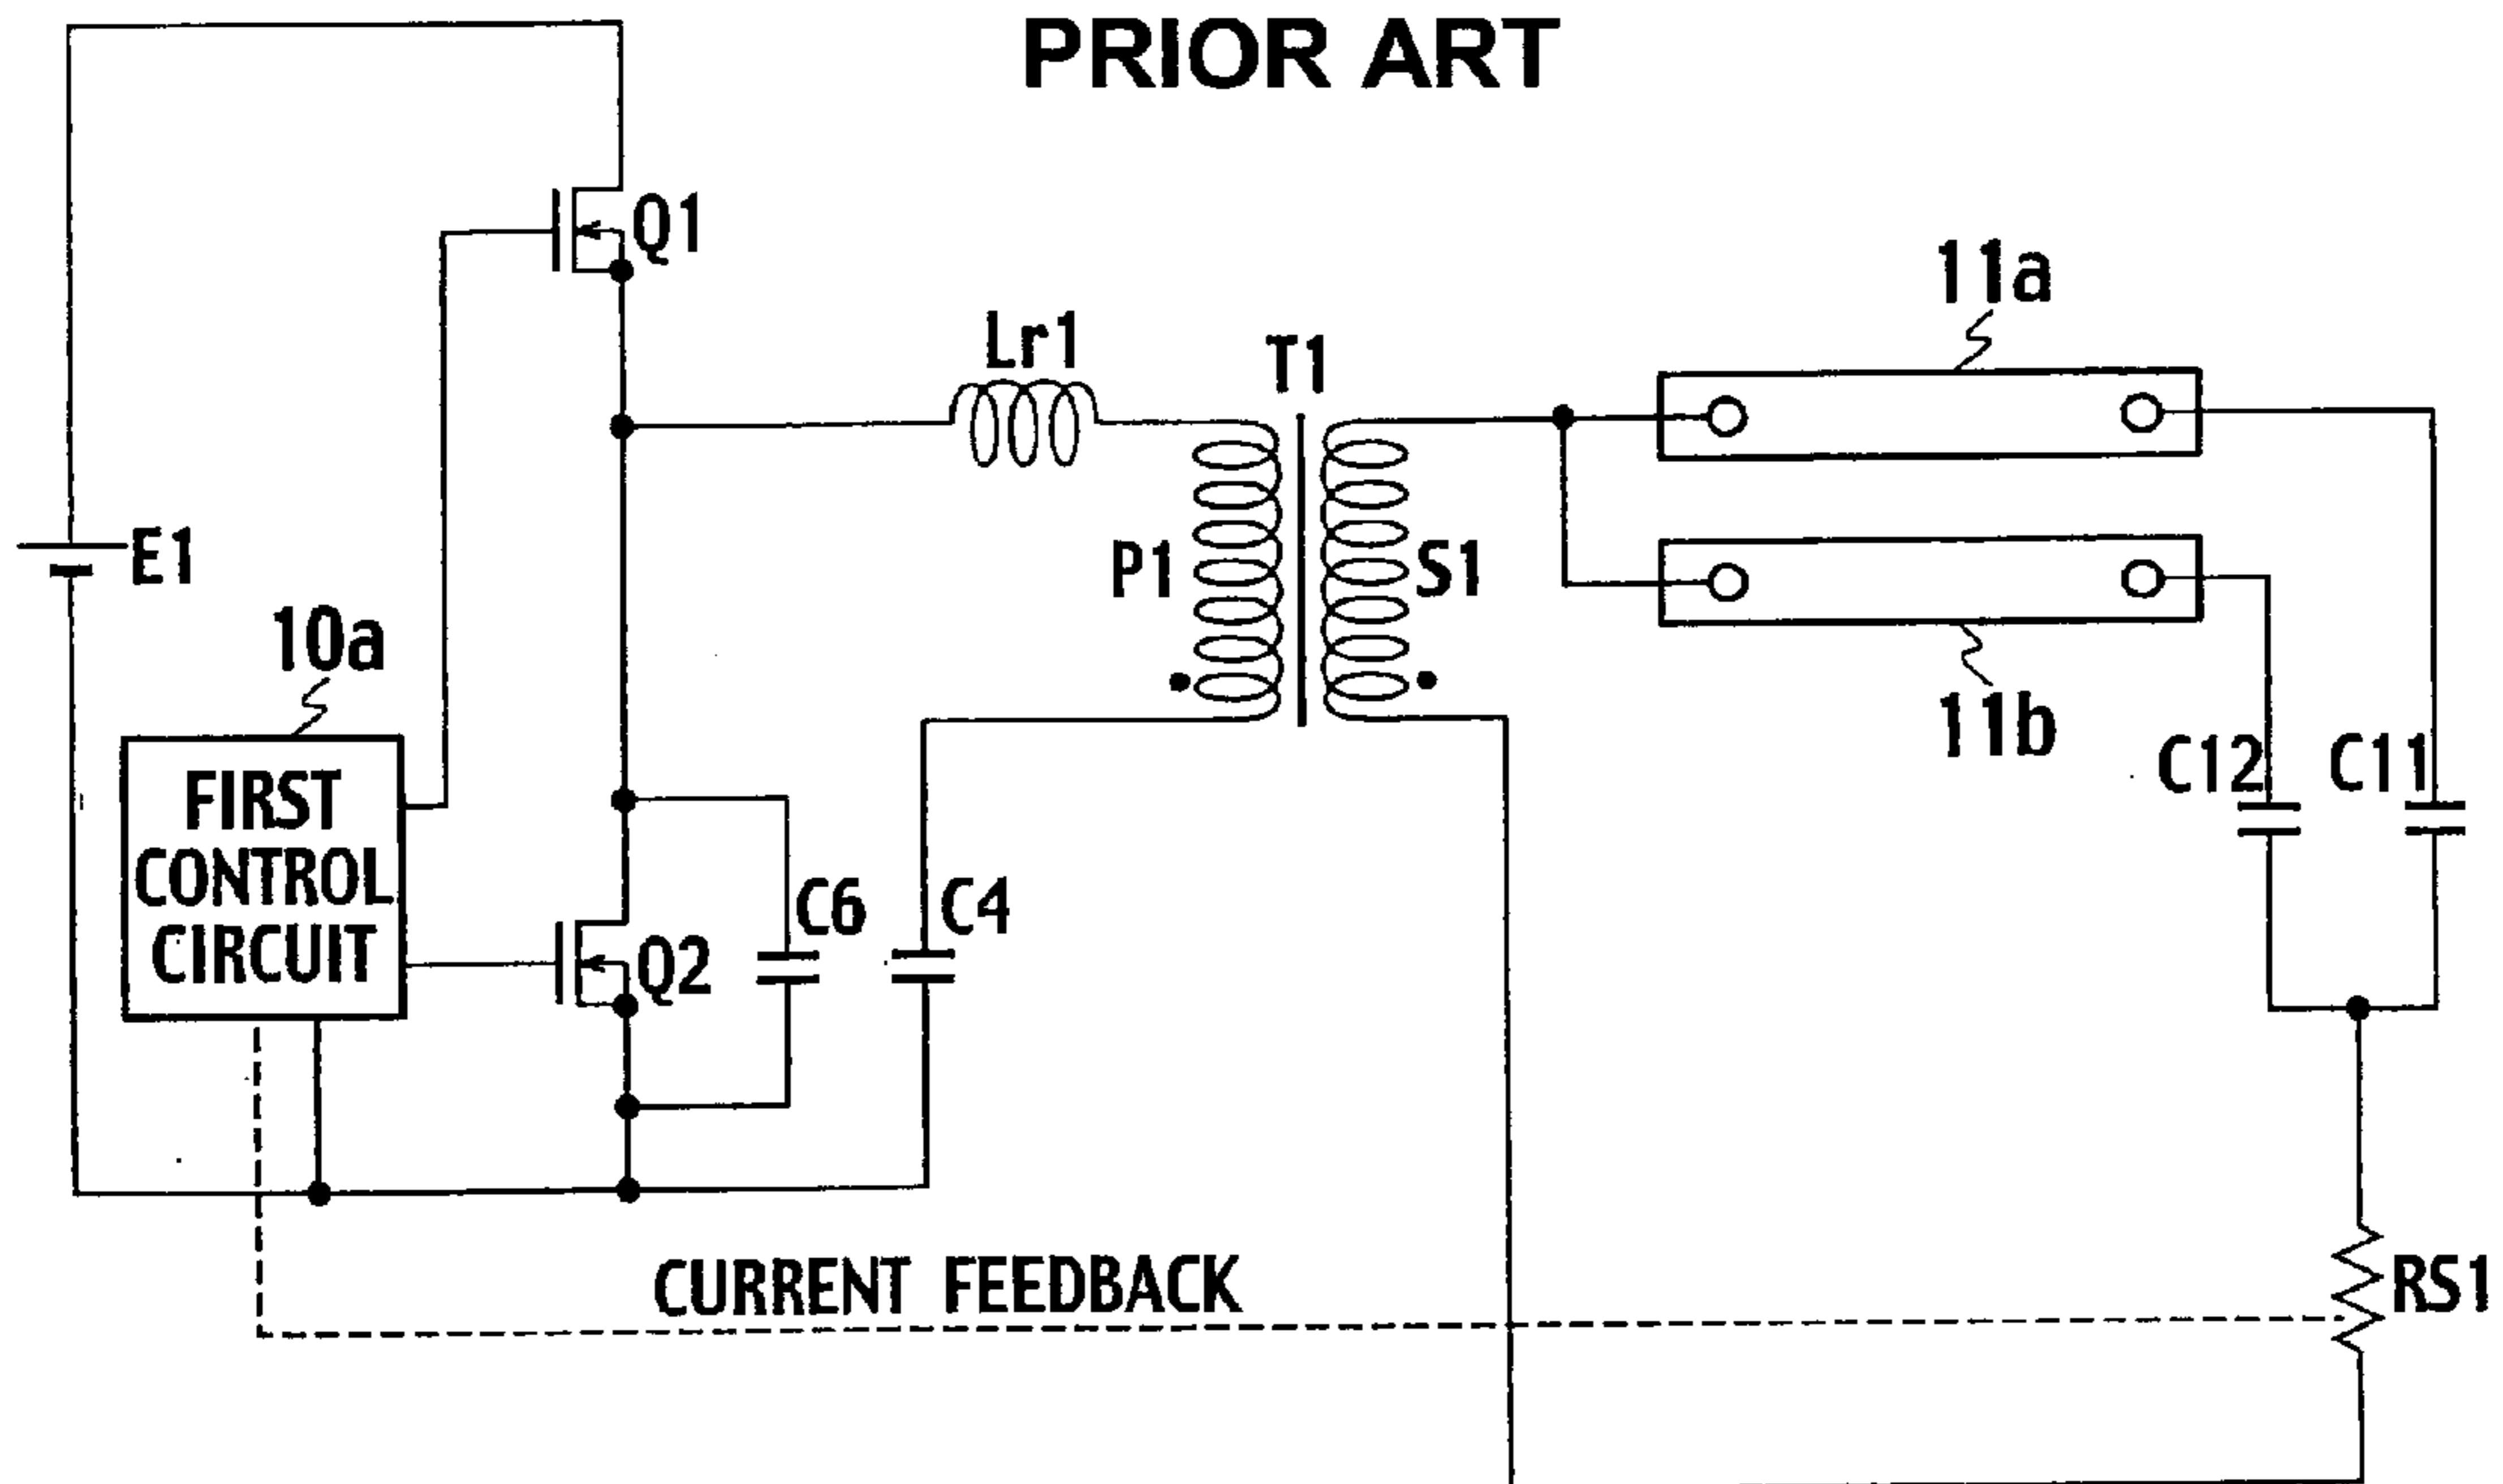 PRIOR ART
Q1
11a
Lr1
T1
E1
P1
S1
10a
11b
C12
C11
FIRST
CONTROL
CIRCUIT
C6
C4
Q2
CURRENT FEEDBACK
RS1